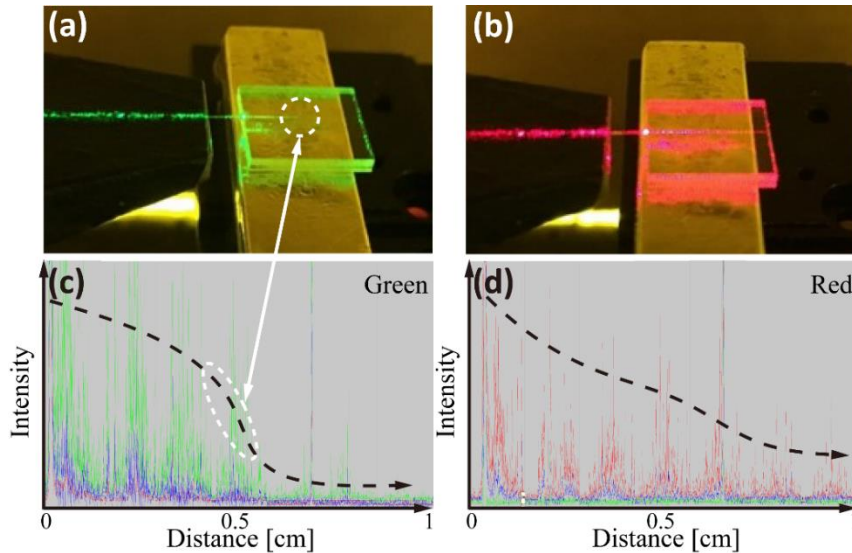 (a)
(b)
(c)
Green
Intensity
0
0.5
1
Distance [cm]
(d)
Red
Intensity
0
0.5
Distance [cm]